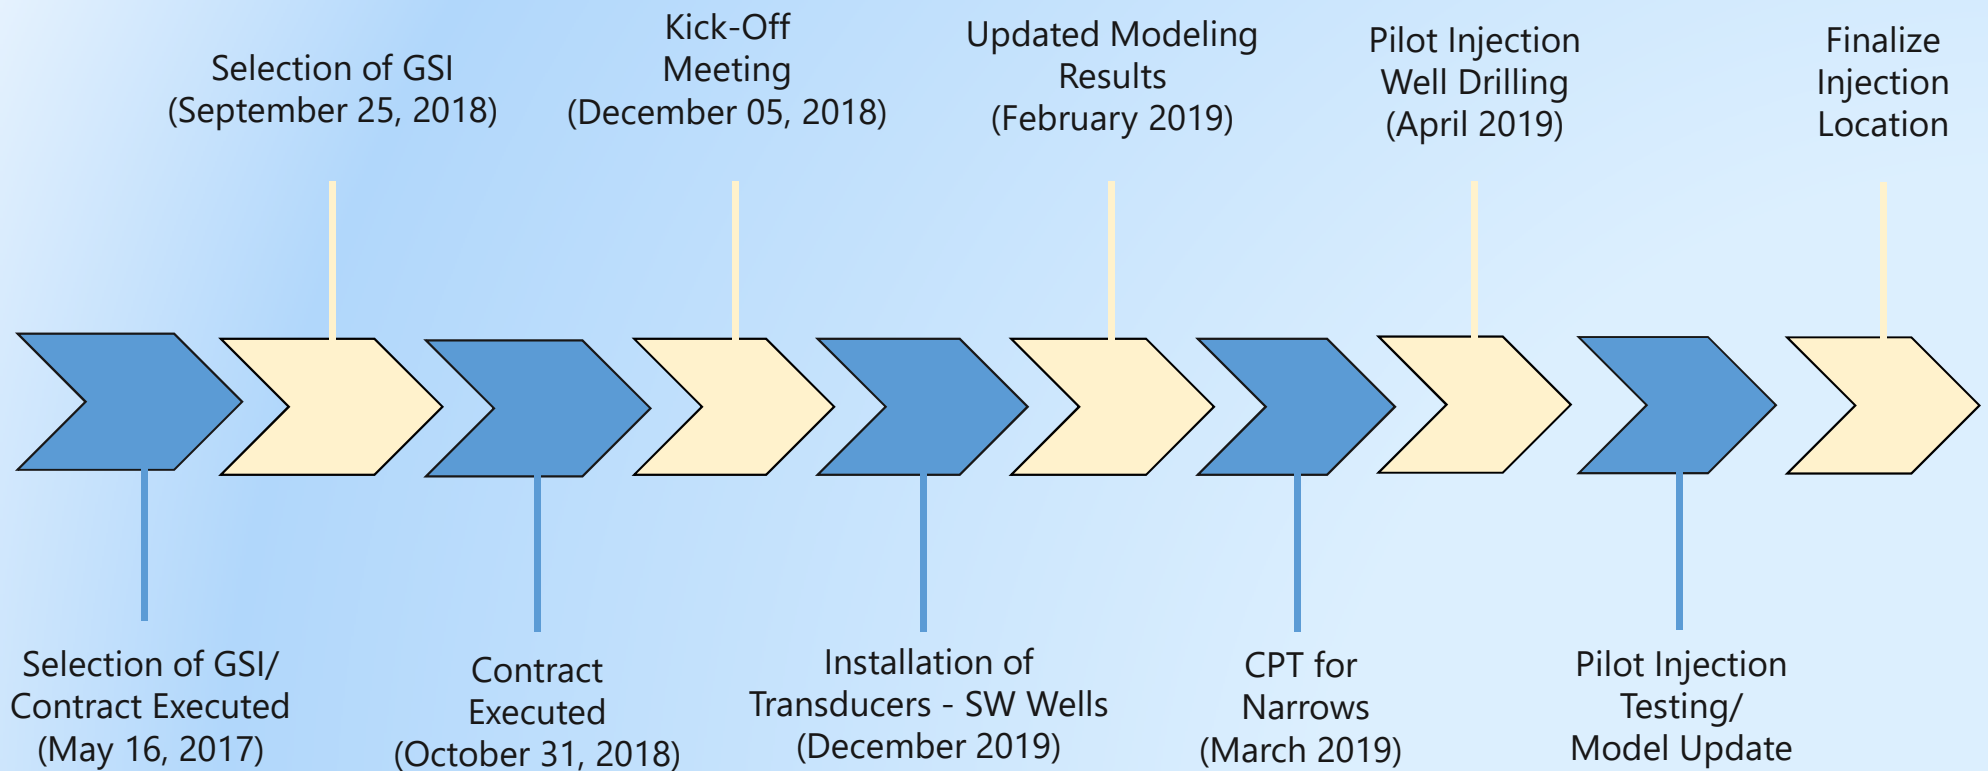 Selection of GSI
(September 25, 2018)
Kick-Off
Meeting
(December 05, 2018)
Updated Modeling
Results
(February 2019)
Pilot Injection
Well Drilling
(April 2019)
Finalize
Injection
Location
Selection of GSI/
Contract Executed
(May 16, 2017)
Contract
Executed
(October 31, 2018)
Installation of
Transducers - SW Wells
(December 2019)
CPT for
Narrows
(March 2019)
Pilot Injection
Testing/
Model Update